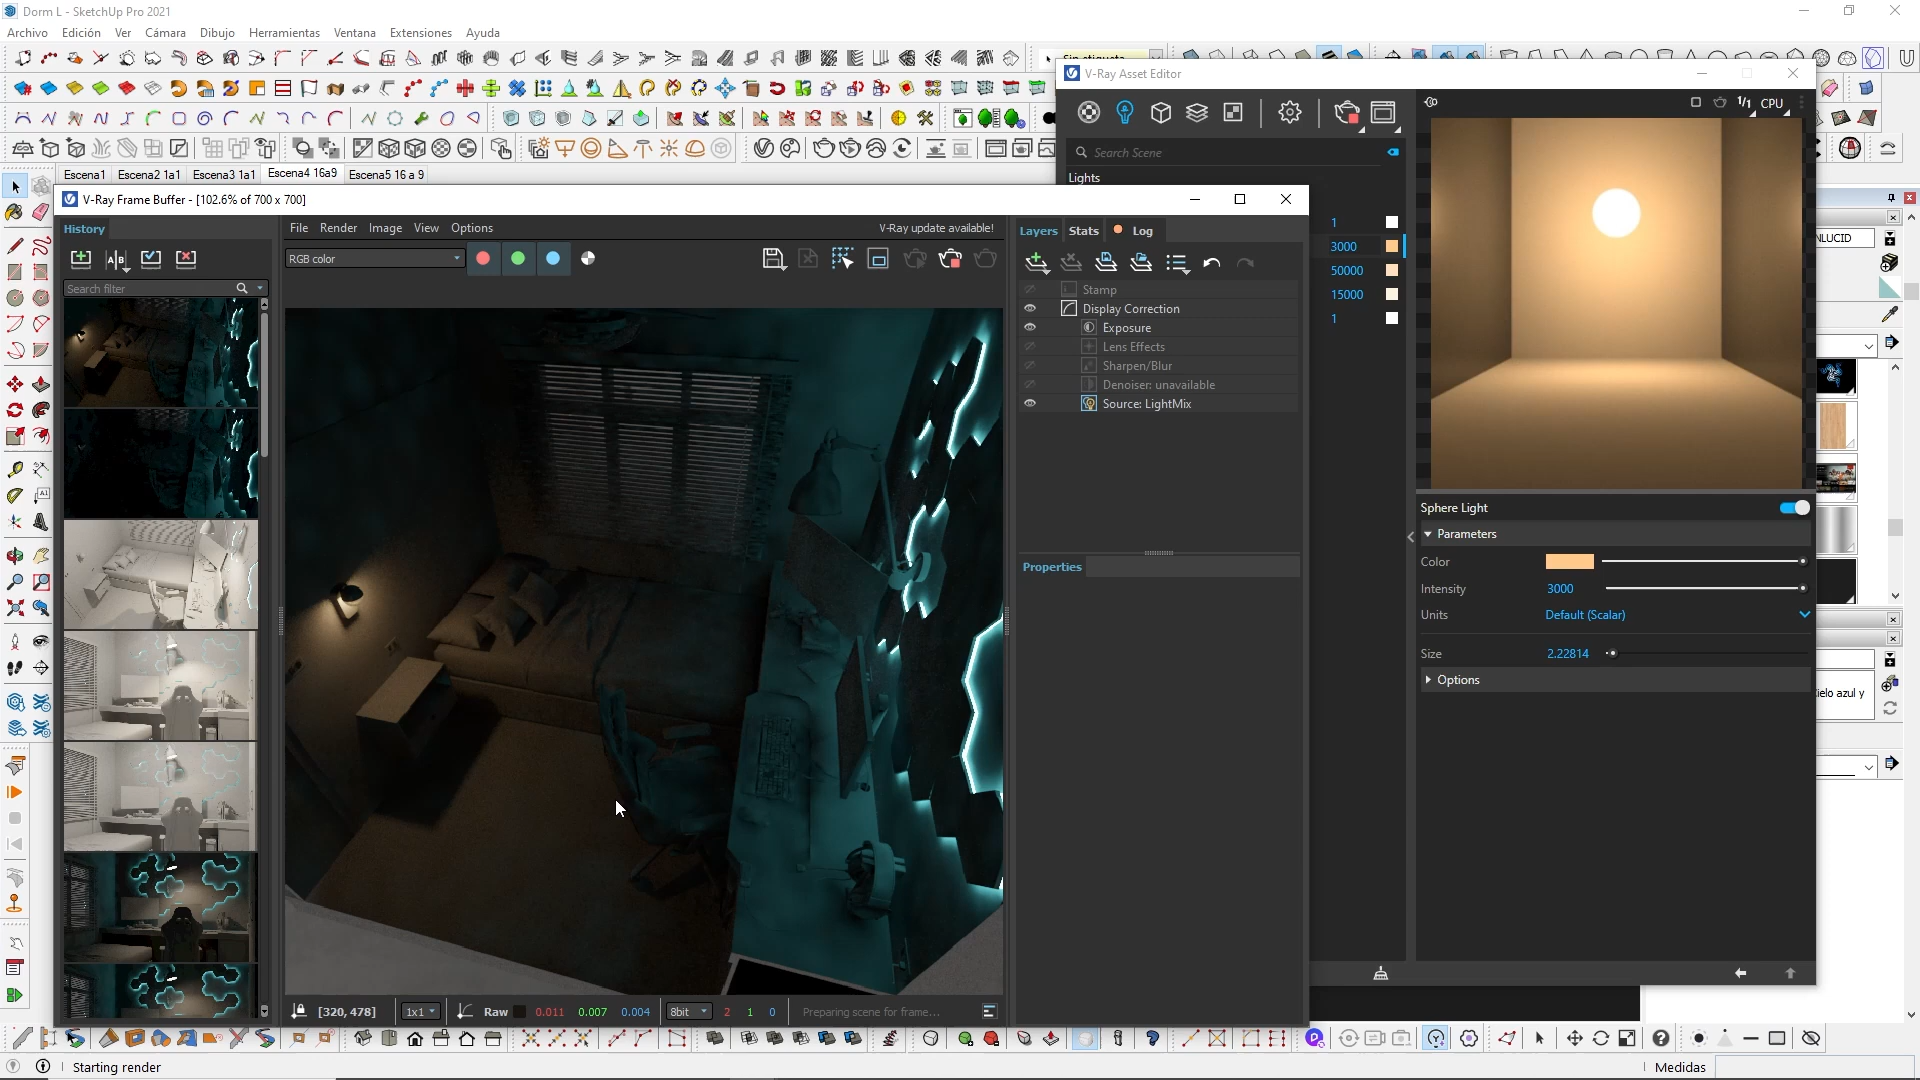 Dorm L - SketchUp Pro 2021
Archivo Edición Ver Cámara Dibujo Herramientas Ventana Extensiones Ayuda
V-Ray Asset Editor
1/1 CPU
Search Scene
Escena1 Escena2 1a1 Escena3 1a1 Escena4 16a9 Escena5 16 a 9
Lights
V-Ray Frame Buffer - [102.6% of 700 x 700]
History
File Render Image View Options
V-Ray update available!
Layers Stats Log
1
3000
50000
15000
1
RGB color
Search filter
Stamp
Display Correction
Exposure
Lens Effects
Sharpen/Blur
Denoiser: unavailable
Source: LightMix
Properties
Sphere Light
Parameters
Color
Intensity 3000
Units Default (Scalar)
Size 2.22814
Options
ielo azul y
[320, 478] 1x1 Raw 0.011 0.007 0.004 8bit 2 1 0 Preparing scene for frame...
Starting render
Medidas